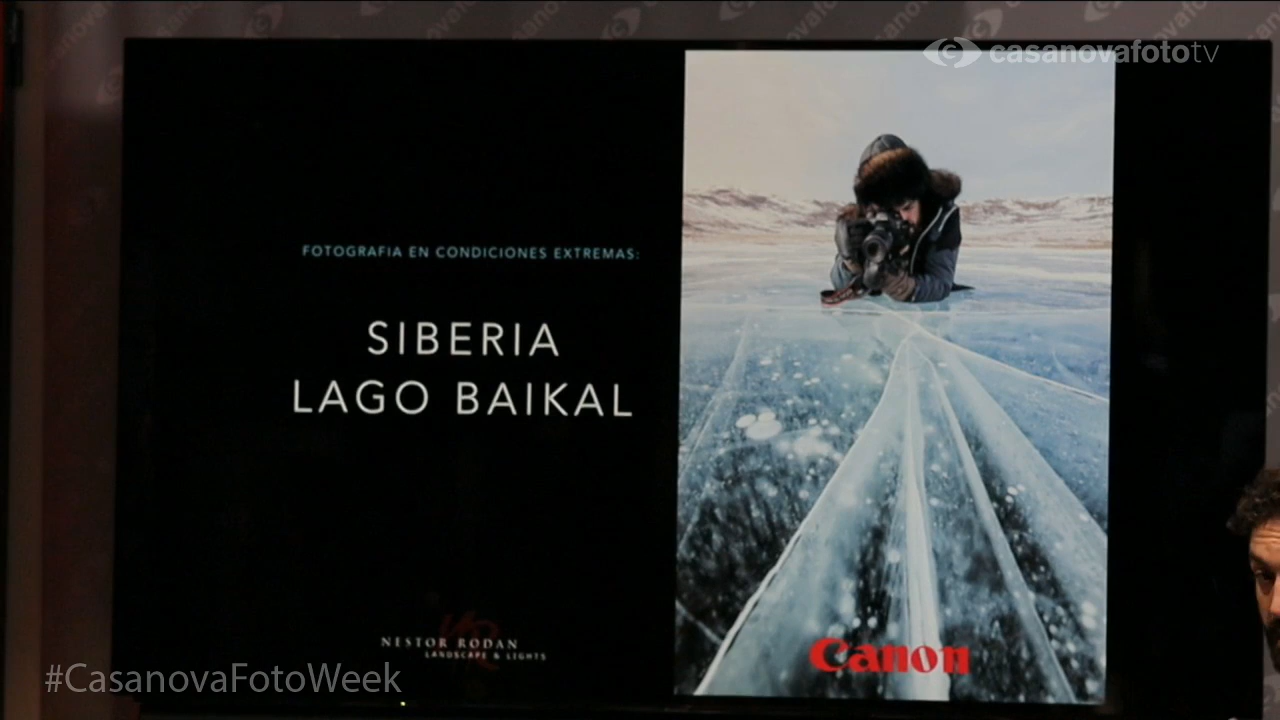 casanovafototv
FOTOGRAFIA EN CONDICIONES EXTREMAS:
SIBERIA
LAGO BAIKAL
NESTOR RODAN
LANDSCAPE & LIGHTS
Canon
#CasanovaFotoWeek